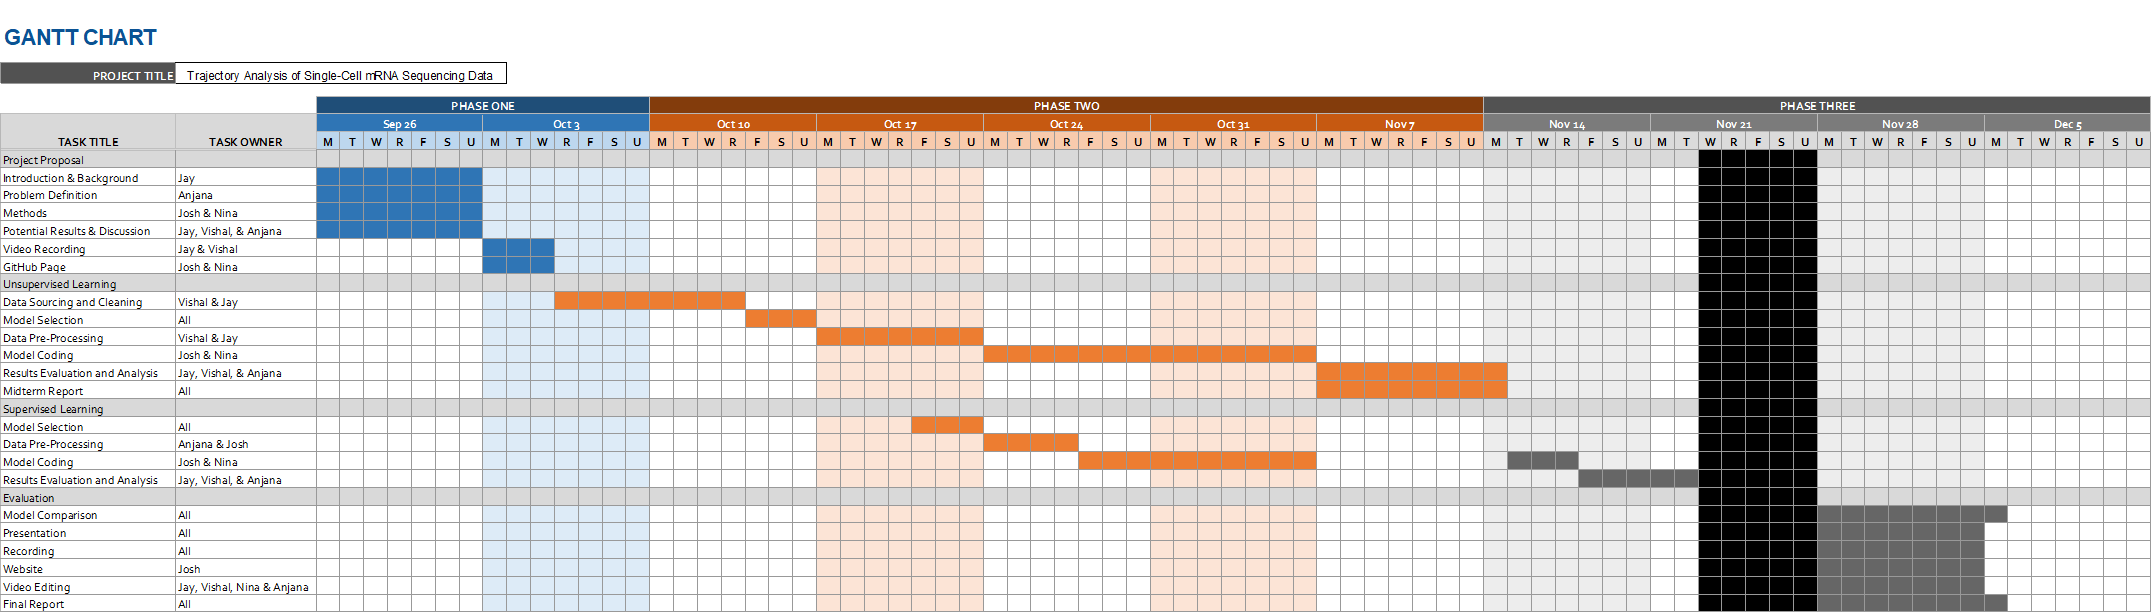 GANTT CHART
PROJECT TITLE Trajectory Analysis of Single-Cell mRNA Sequencing Data
PHASE ONE PHASE TWO PHASE THREE
Sep 26 Oct 3 Oct 10 Oct 17 Oct 24 Oct 31 Nov 7 Nov 14 Nov 21 Nov 28 Dec 5
TASK TITLE TASK OWNER M T W R F S U M T W R F S U M T W R F S U M T W R F S U M T W R F S U M T W R F S U M T W R F S U M T W R F S U M T W R F S U M T W R F S U M T W R F S U
Project Proposal
Introduction & Background Jay
Problem Definition Anjana
Methods Josh & Nina
Potential Results & Discussion Jay, Vishal, & Anjana
Video Recording Jay & Vishal
GitHub Page Josh & Nina
Unsupervised Learning
Data Sourcing and Cleaning Vishal & Jay
Model Selection All
Data Pre-Processing Vishal & Jay
Model Coding Josh & Nina
Results Evaluation and Analysis Jay, Vishal, & Anjana
Midterm Report All
Supervised Learning
Model Selection All
Data Pre-Processing Anjana & Josh
Model Coding Josh & Nina
Results Evaluation and Analysis Jay, Vishal, & Anjana
Evaluation
Model Comparison All
Presentation All
Recording All
Website Josh
Video Editing Jay, Vishal, Nina & Anjana
Final Report All